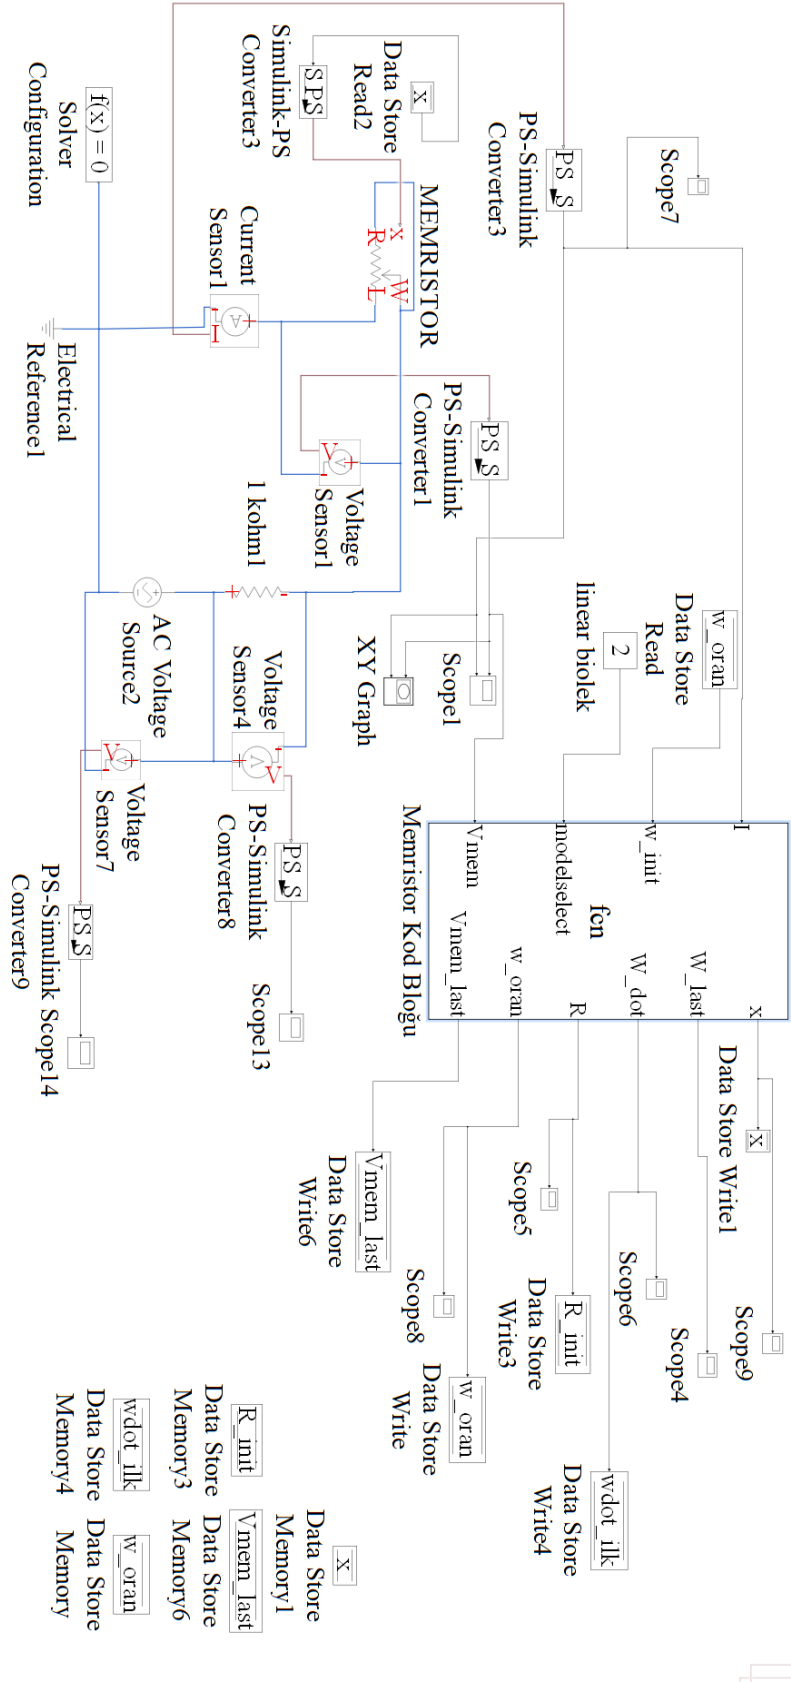 Scope7
PS S
PS-Simulink
Converter3
x
Data Store
Read2
S PS
Simulink-PS
Converter3
f(x) = 0
Solver
Configuration
MEMRISTOR
x
W
R
L
+
-
A
I
Current
Sensor1
Electrical
Reference1
PS S
PS-Simulink
Converter1
+
-
V
V
Voltage
Sensor1
1 kohm1
+
-
AC Voltage
Source2
w_oran
Data Store
Read
2
linear biolek
Scope1
XY Graph
+
-
V
V
Voltage
Sensor4
+
-
V
V
Voltage
Sensor7
PS S
PS-Simulink
Converter8
Scope13
PS S
PS-Simulink
Converter9
Scope14
I
w_init
modelselect
Vmem
fcn
x
W_last
W_dot
R
w_oran
Vmem_last
Memristor Kod Bloğu
x
Data Store Write1
Scope9
Scope4
Scope6
wdot_ilk
Data Store
Write4
Scope5
R_init
Data Store
Write3
Scope8
w_oran
Data Store
Write
Vmem_last
Data Store
Write6
x
Data Store
Memory1
R_init
Data Store
Memory3
Vmem_last
Data Store
Memory6
wdot_ilk
Data Store
Memory4
w_oran
Data Store
Memory